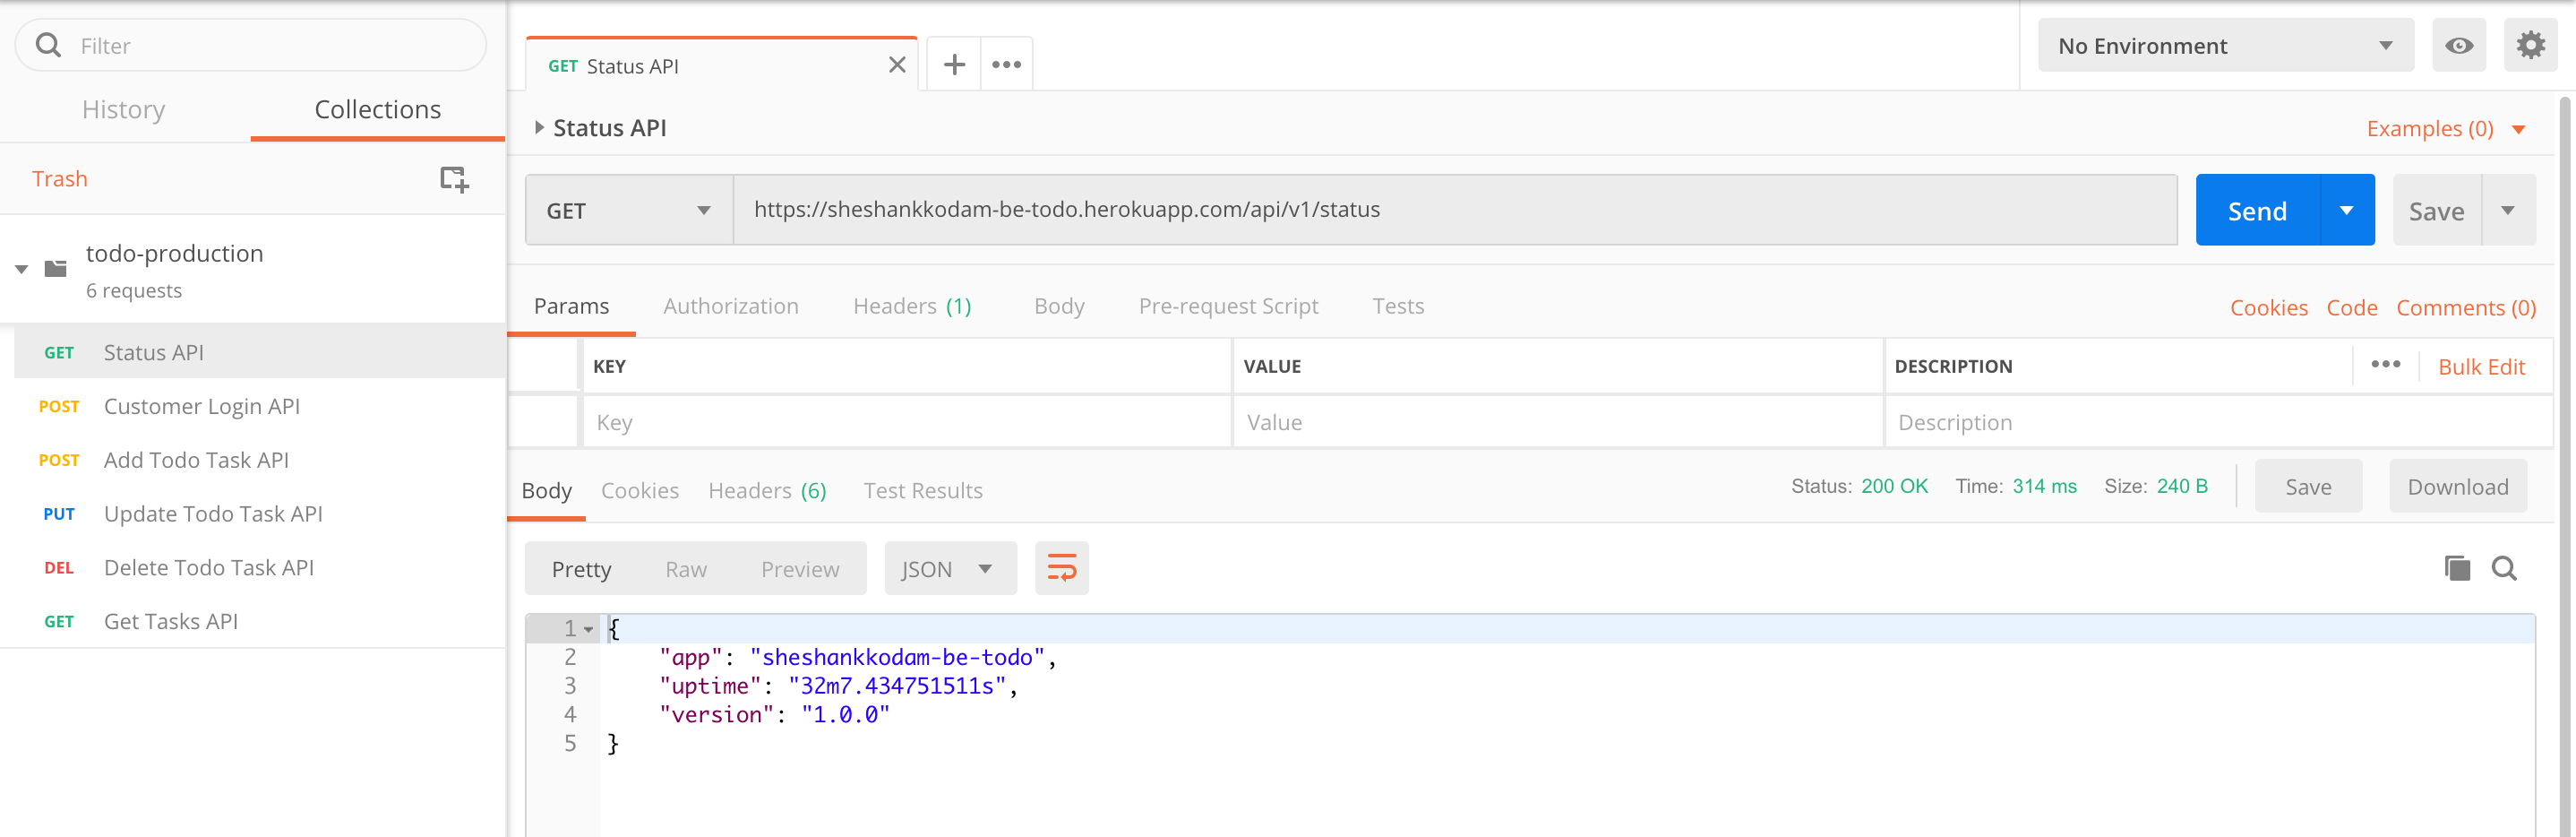 Filter
History Collections
Trash
todo-production
6 requests
GET Status API
POST Customer Login API
POST Add Todo Task API
PUT Update Todo Task API
DEL Delete Todo Task API
GET Get Tasks API
GET Status API
No Environment
Status API
Examples (0)
GET https://sheshankkodam-be-todo.herokuapp.com/api/v1/status Send Save
Params Authorization Headers (1) Body Pre-request Script Tests Cookies Code Comments (0)
KEY VALUE DESCRIPTION Bulk Edit
Key Value Description
Body Cookies Headers (6) Test Results Status: 200 OK Time: 314 ms Size: 240 B Save Download
Pretty Raw Preview JSON
1 {
2 "app": "sheshankkodam-be-todo",
3 "uptime": "32m7.434751511s",
4 "version": "1.0.0"
5 }